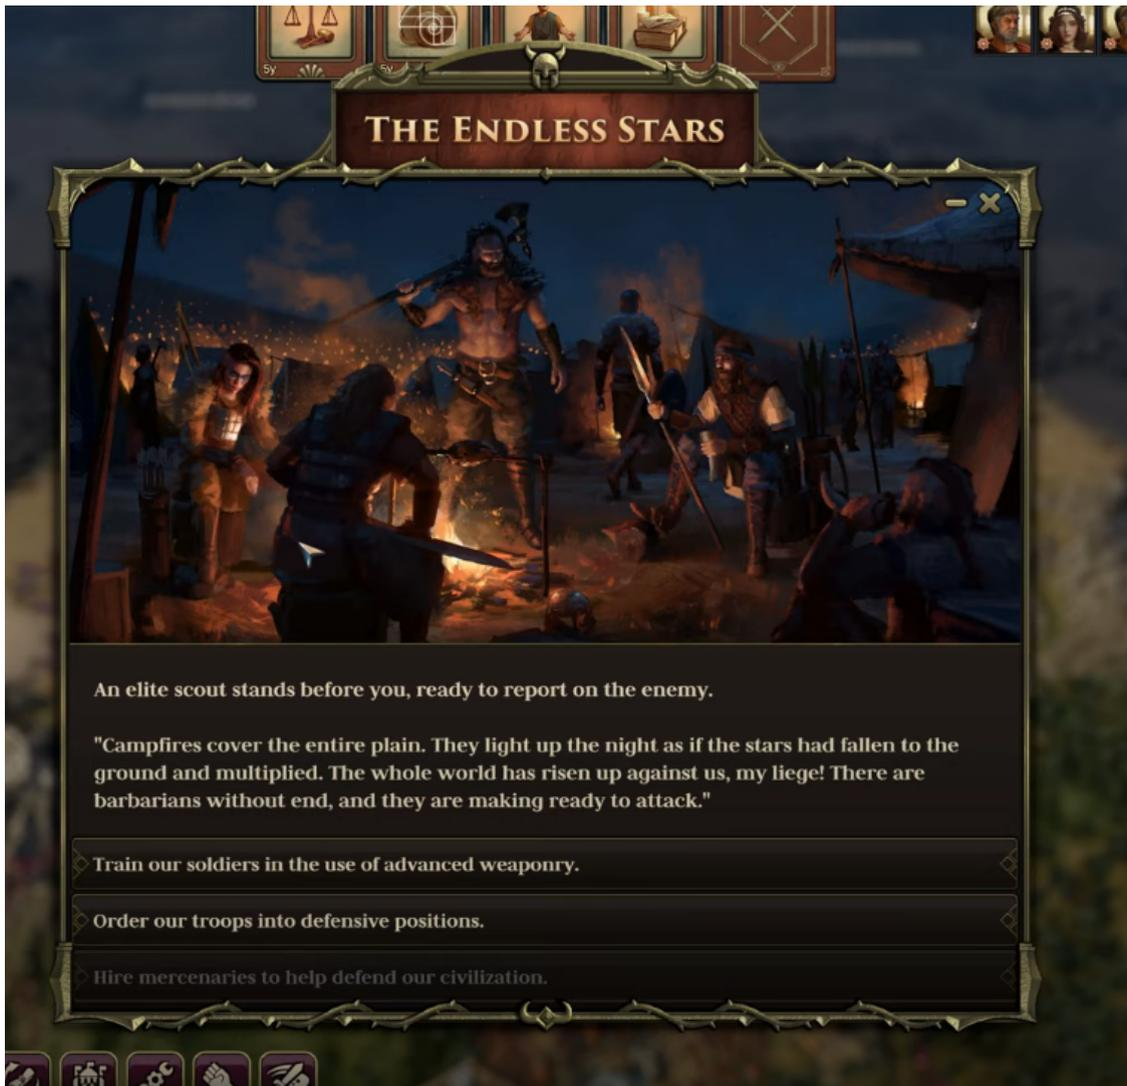 5y
5y
THE ENDLESS STARS
An elite scout stands before you, ready to report on the enemy.
"Campfires cover the entire plain. They light up the night as if the stars had fallen to the
ground and multiplied. The whole world has risen up against us, my liege! There are
barbarians without end, and they are making ready to attack."
Train our soldiers in the use of advanced weaponry.
Order our troops into defensive positions.
Hire mercenaries to help defend our civilization.